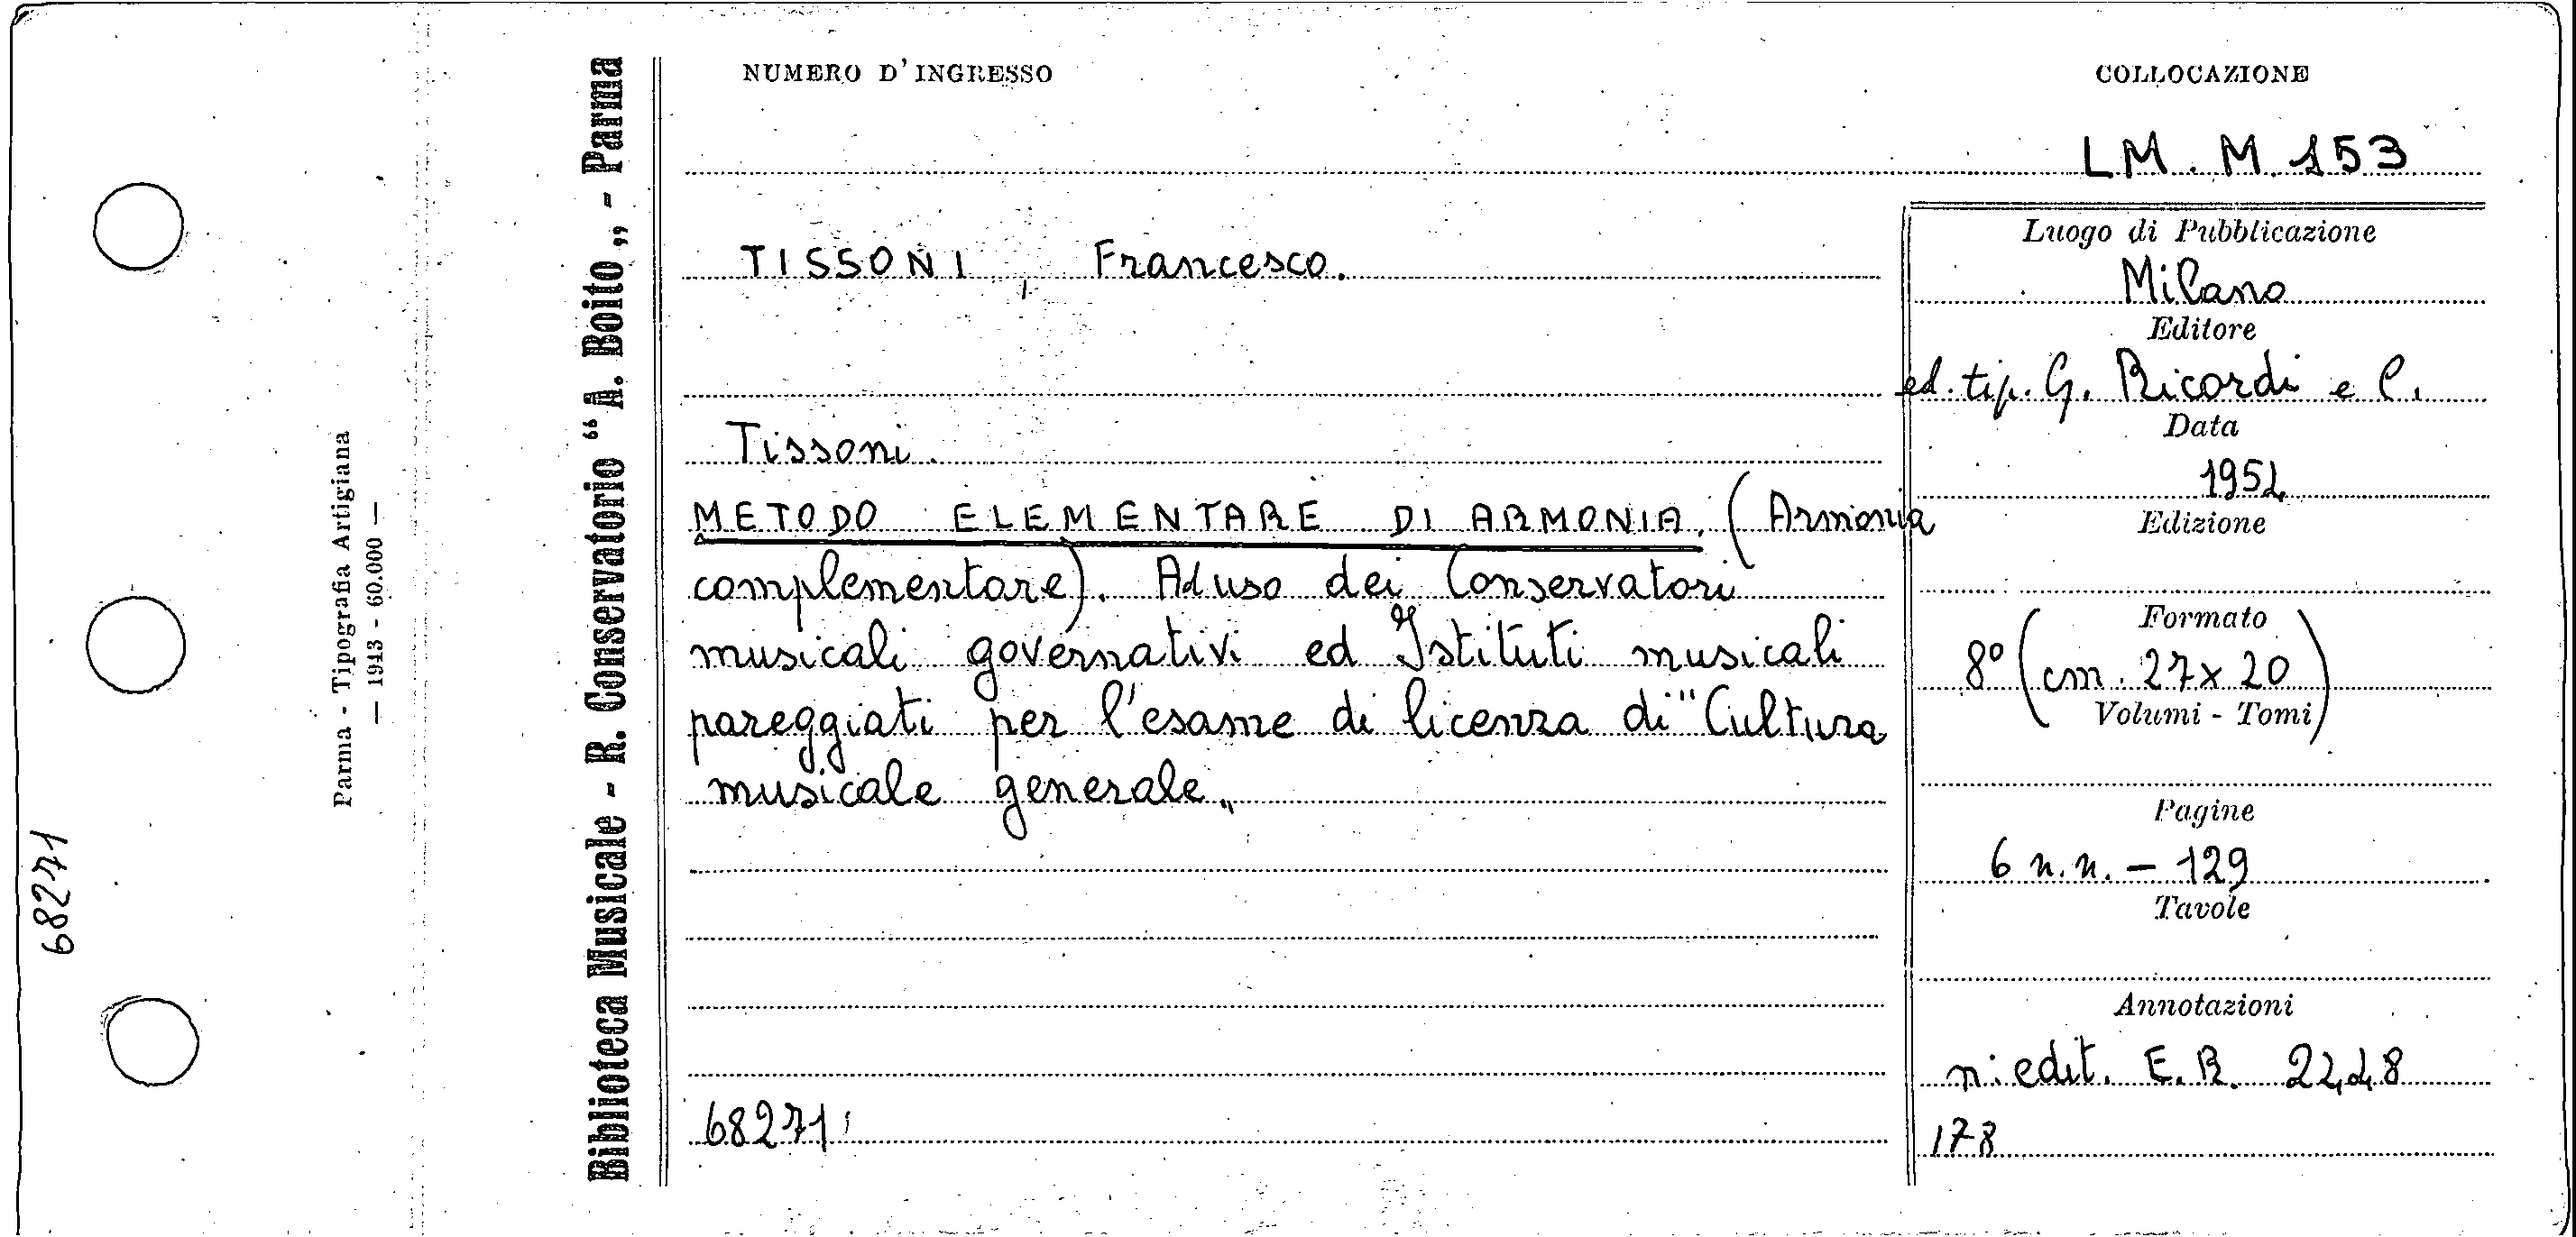 NUMERO D'INGRESSO
COLLOCAZIONE
LM. M. 153
TISSONI, Francesco.
Tissoni.
METODO ELEMENTARE DI ARMONIA. (Armonia
complementare). Ad uso dei Conservatori
musicali governativi ed Istituti musicali
pareggiati per l'esame di licenza di "Cultura
musicale generale„
68271
Luogo di Pubblicazione
Milano
Editore
ed. tip. G. Ricordi e C.
Data
1952
Edizione
Formato
8º (cm. 27x20)
Volumi - Tomi
Pagine
6 n.n. — 129
Tavole
Annotazioni
n: edit. E. R. 2248
178
Biblioteca Musicale - R. Conservatorio “A. Boito„ - Parma
Parma - Tipografia Artigiana
— 1943 - 60.000 —
68271